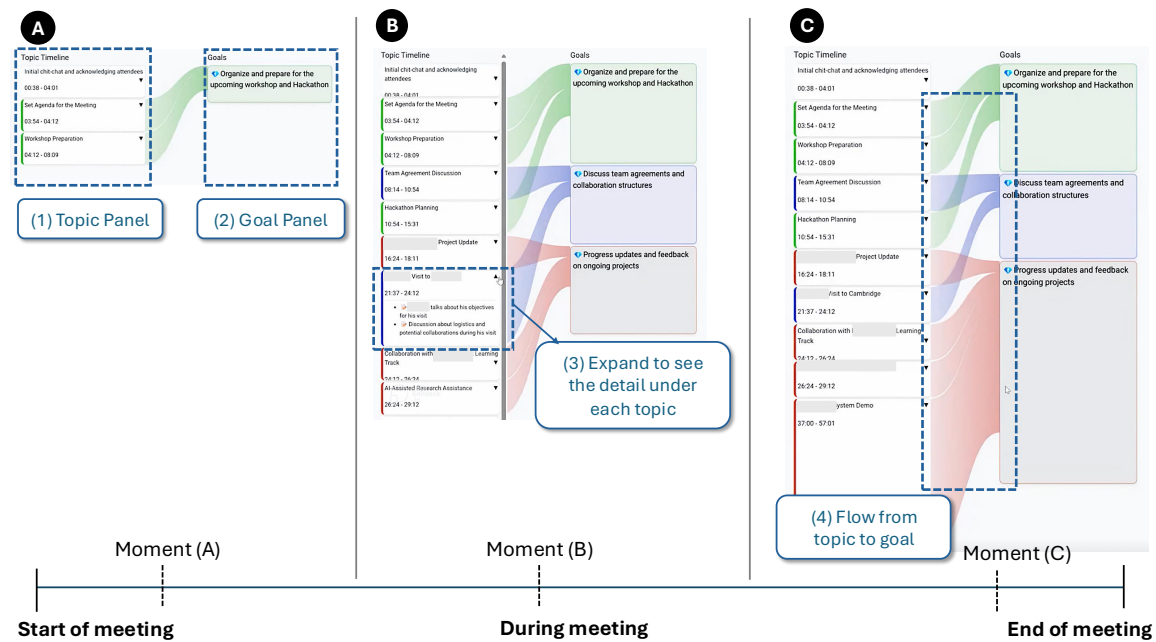 A
Topic Timeline
Initial chit-chat and acknowledging attendees
00:38 - 04:01
Set Agenda for the Meeting
03:54 - 04:12
Workshop Preparation
04:12 - 08:09
Goals
Organize and prepare for the
upcoming workshop and Hackathon
(1) Topic Panel
(2) Goal Panel
B
Topic Timeline
Initial chit-chat and acknowledging
attendees
00:38 - 04:01
Set Agenda for the Meeting
03:54 - 04:12
Workshop Preparation
04:12 - 08:09
Team Agreement Discussion
08:14 - 10:54
Hackathon Planning
10:54 - 15:31
Project Update
16:24 - 18:11
Visit to
21:37 - 24:12
talks about his objectives
for his visit
Discussion about logistics and
potential collaborations during his visit
Collaboration with Learning
Track
24:12 - 26:24
AI-Assisted Research Assistance
26:24 - 29:12
Goals
Organize and prepare for the
upcoming workshop and Hackathon
Discuss team agreements and
collaboration structures
Progress updates and feedback
on ongoing projects
(3) Expand to see
the detail under
each topic
C
Topic Timeline
Initial chit-chat and acknowledging attendees
00:38 - 04:01
Set Agenda for the Meeting
03:54 - 04:12
Workshop Preparation
04:12 - 08:09
Team Agreement Discussion
08:14 - 10:54
Hackathon Planning
10:54 - 15:31
Project Update
16:24 - 18:11
Visit to Cambridge
21:37 - 24:12
Collaboration with Learning
Track
24:12 - 26:24
26:24 - 29:12
ystem Demo
37:00 - 57:01
Goals
Organize and prepare for the
upcoming workshop and Hackathon
Discuss team agreements and
collaboration structures
Progress updates and feedback
on ongoing projects
(4) Flow from
topic to goal
Moment (A)
Moment (B)
Moment (C)
Start of meeting
During meeting
End of meeting